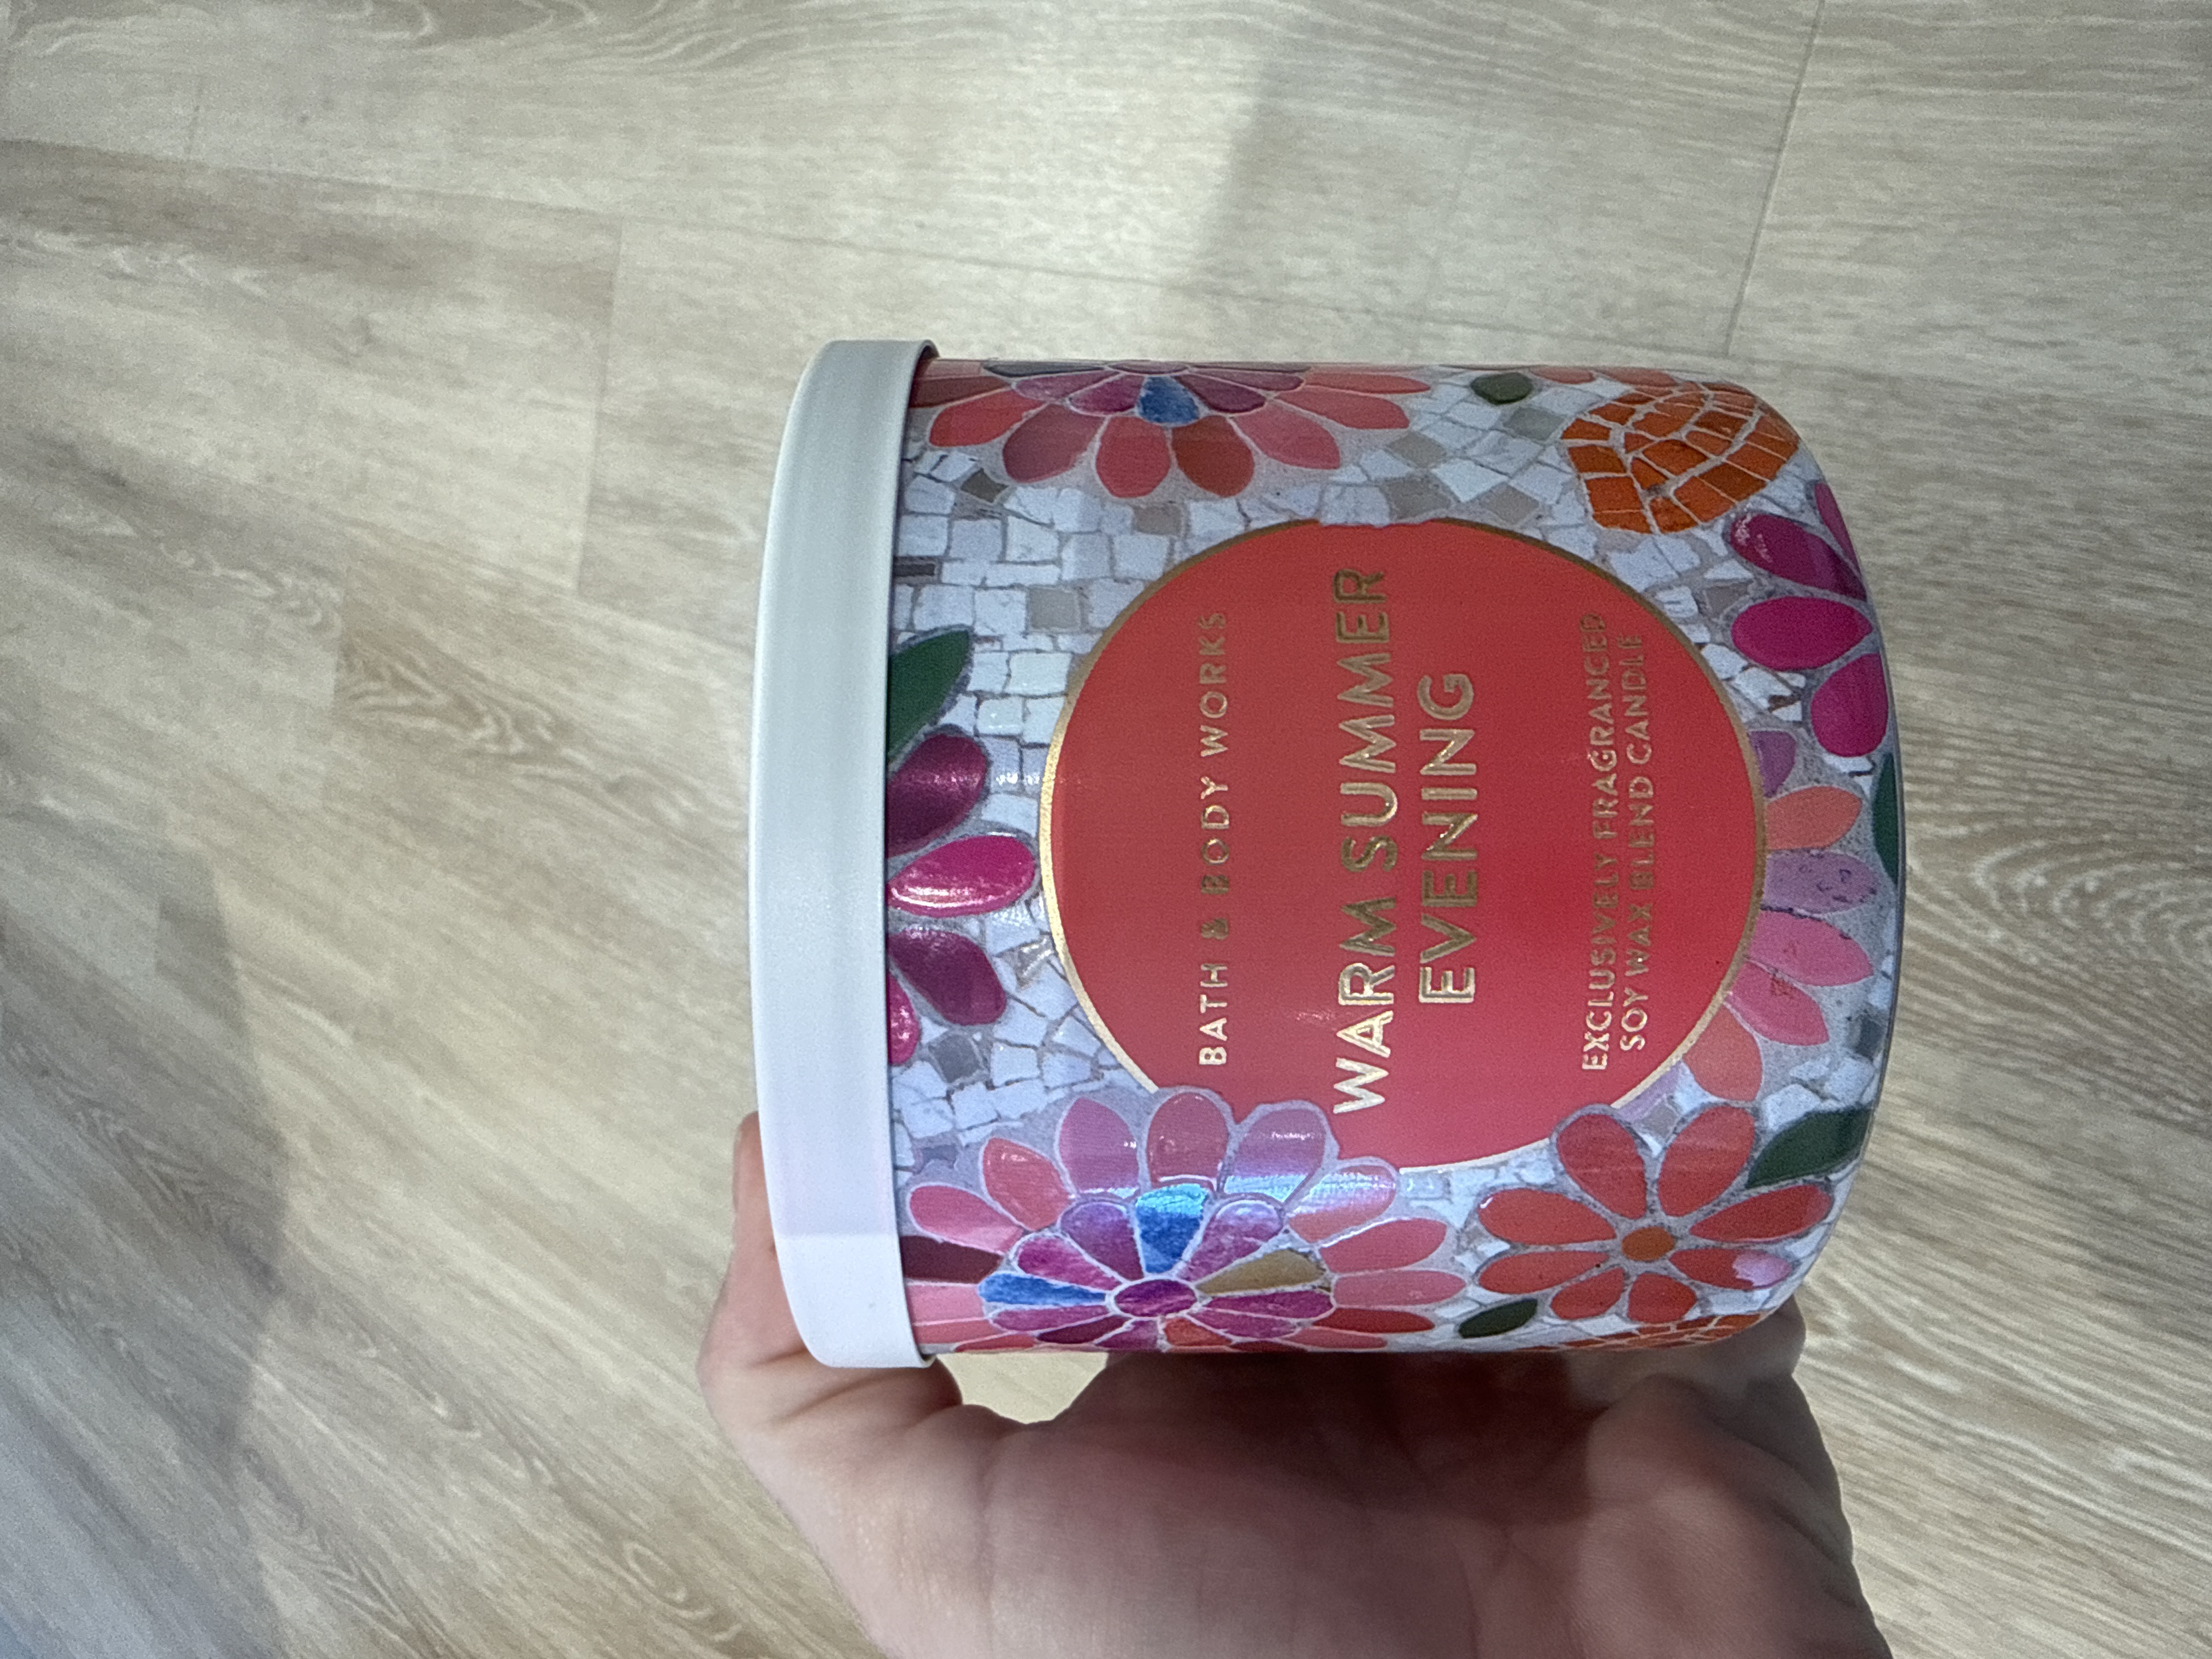 BATH & BODY WORKS
WARM SUMMER
EVENING
EXCLUSIVELY FRAGRANCED
SOY WAX BLEND CANDLE